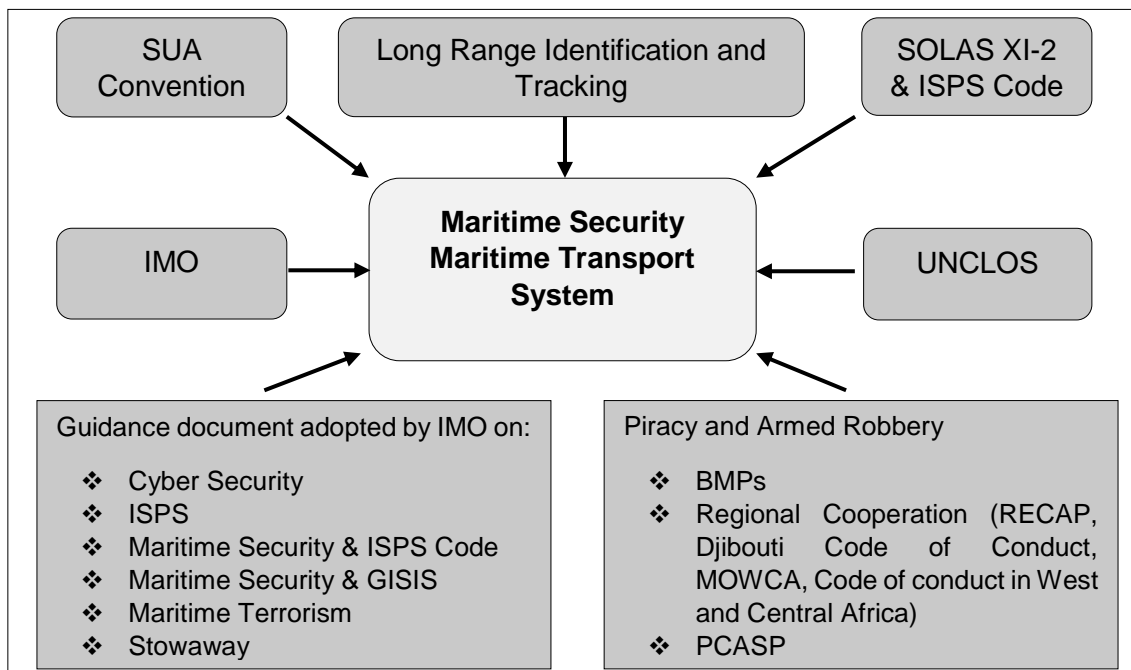 SUA
Convention
Long Range Identification and
Tracking
SOLAS XI-2
& ISPS Code
Maritime Security
Maritime Transport
System
IMO
UNCLOS
Guidance document adopted by IMO on:
❖ Cyber Security
❖ ISPS
❖ Maritime Security & ISPS Code
❖ Maritime Security & GISIS
❖ Maritime Terrorism
❖ Stowaway
Piracy and Armed Robbery
❖ BMPs
❖ Regional Cooperation (RECAP,
Djibouti Code of Conduct,
MOWCA, Code of conduct in West
and Central Africa)
❖ PCASP